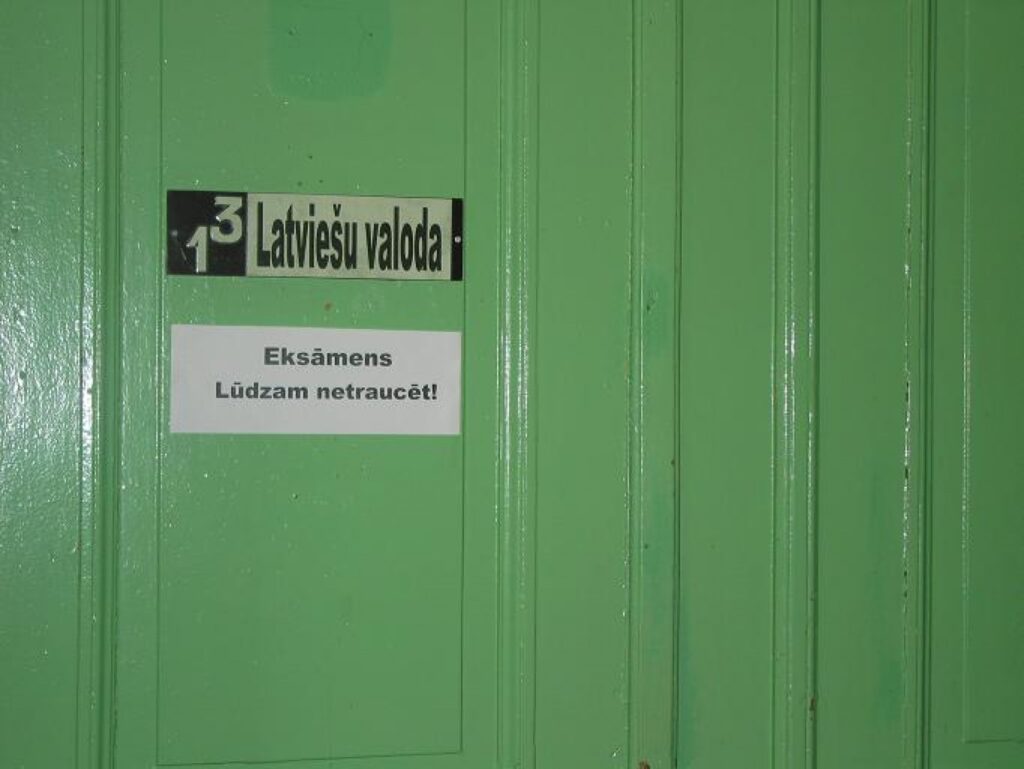 13 Latviešu valoda
Eksāmens
Lūdzam netraucēt!